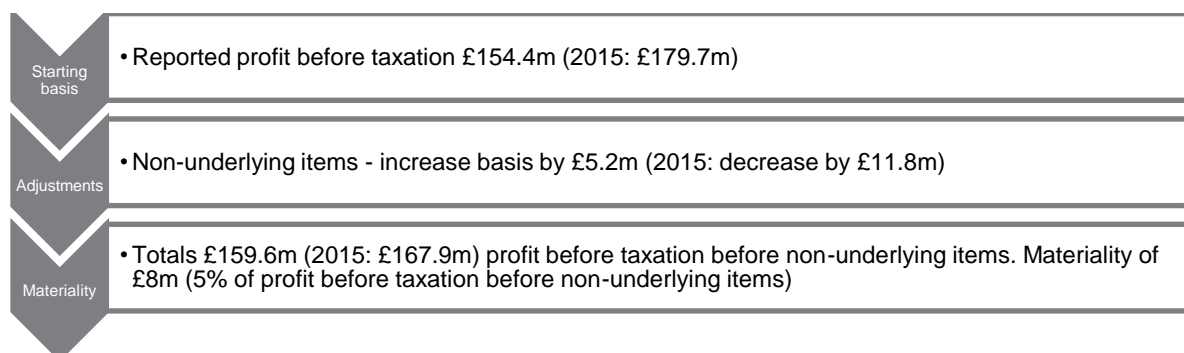 Starting
basis
• Reported profit before taxation £154.4m (2015: £179.7m)
Adjustments
• Non-underlying items - increase basis by £5.2m (2015: decrease by £11.8m)
Materiality
• Totals £159.6m (2015: £167.9m) profit before taxation before non-underlying items. Materiality of
£8m (5% of profit before taxation before non-underlying items)